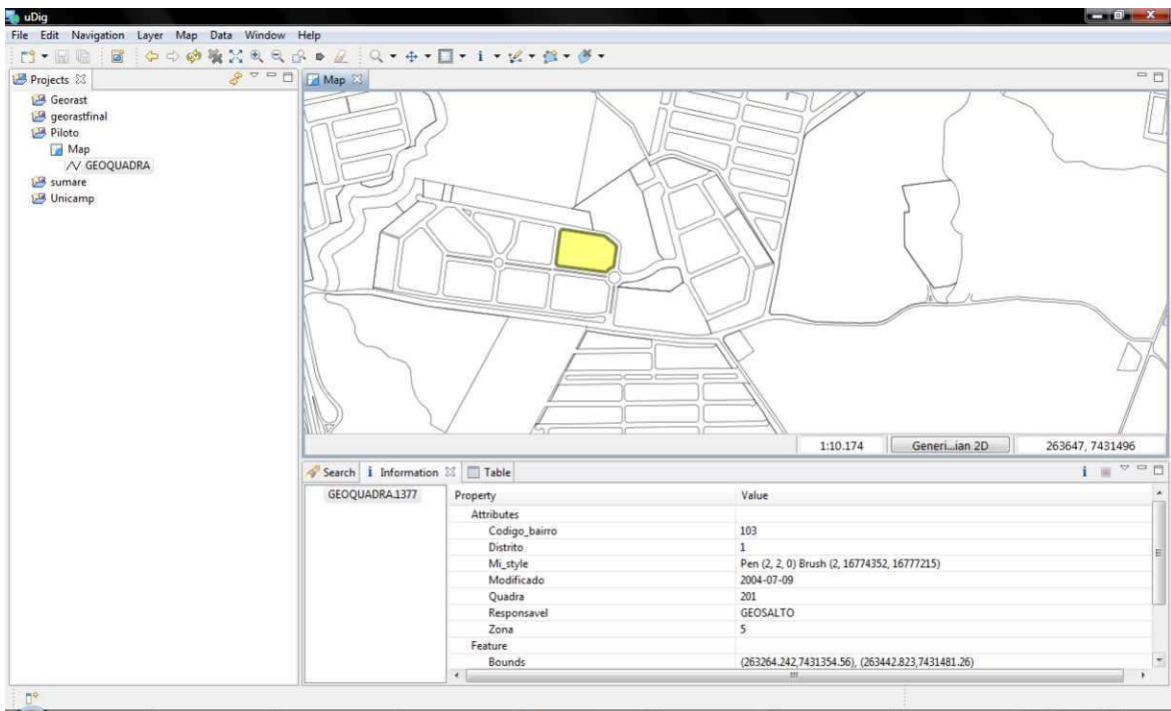 uDig
File Edit Navigation Layer Map Data Window Help
Projects
Georast
georastfinal
Piloto
Map
GEOQUADRA
sumare
Unicamp
Map
1:10.174 Generi...ian 2D 263647, 7431496
Search Information Table
GEOQUADRA.1377
Property Value
Attributes
Codigo_bairro 103
Distrito 1
Mi_style Pen (2, 2, 0) Brush (2, 16774352, 16777215)
Modificado 2004-07-09
Quadra 201
Responsavel GEOSALTO
Zona 5
Feature
Bounds (263264.242,7431354.56), (263442.823,7431481.26)